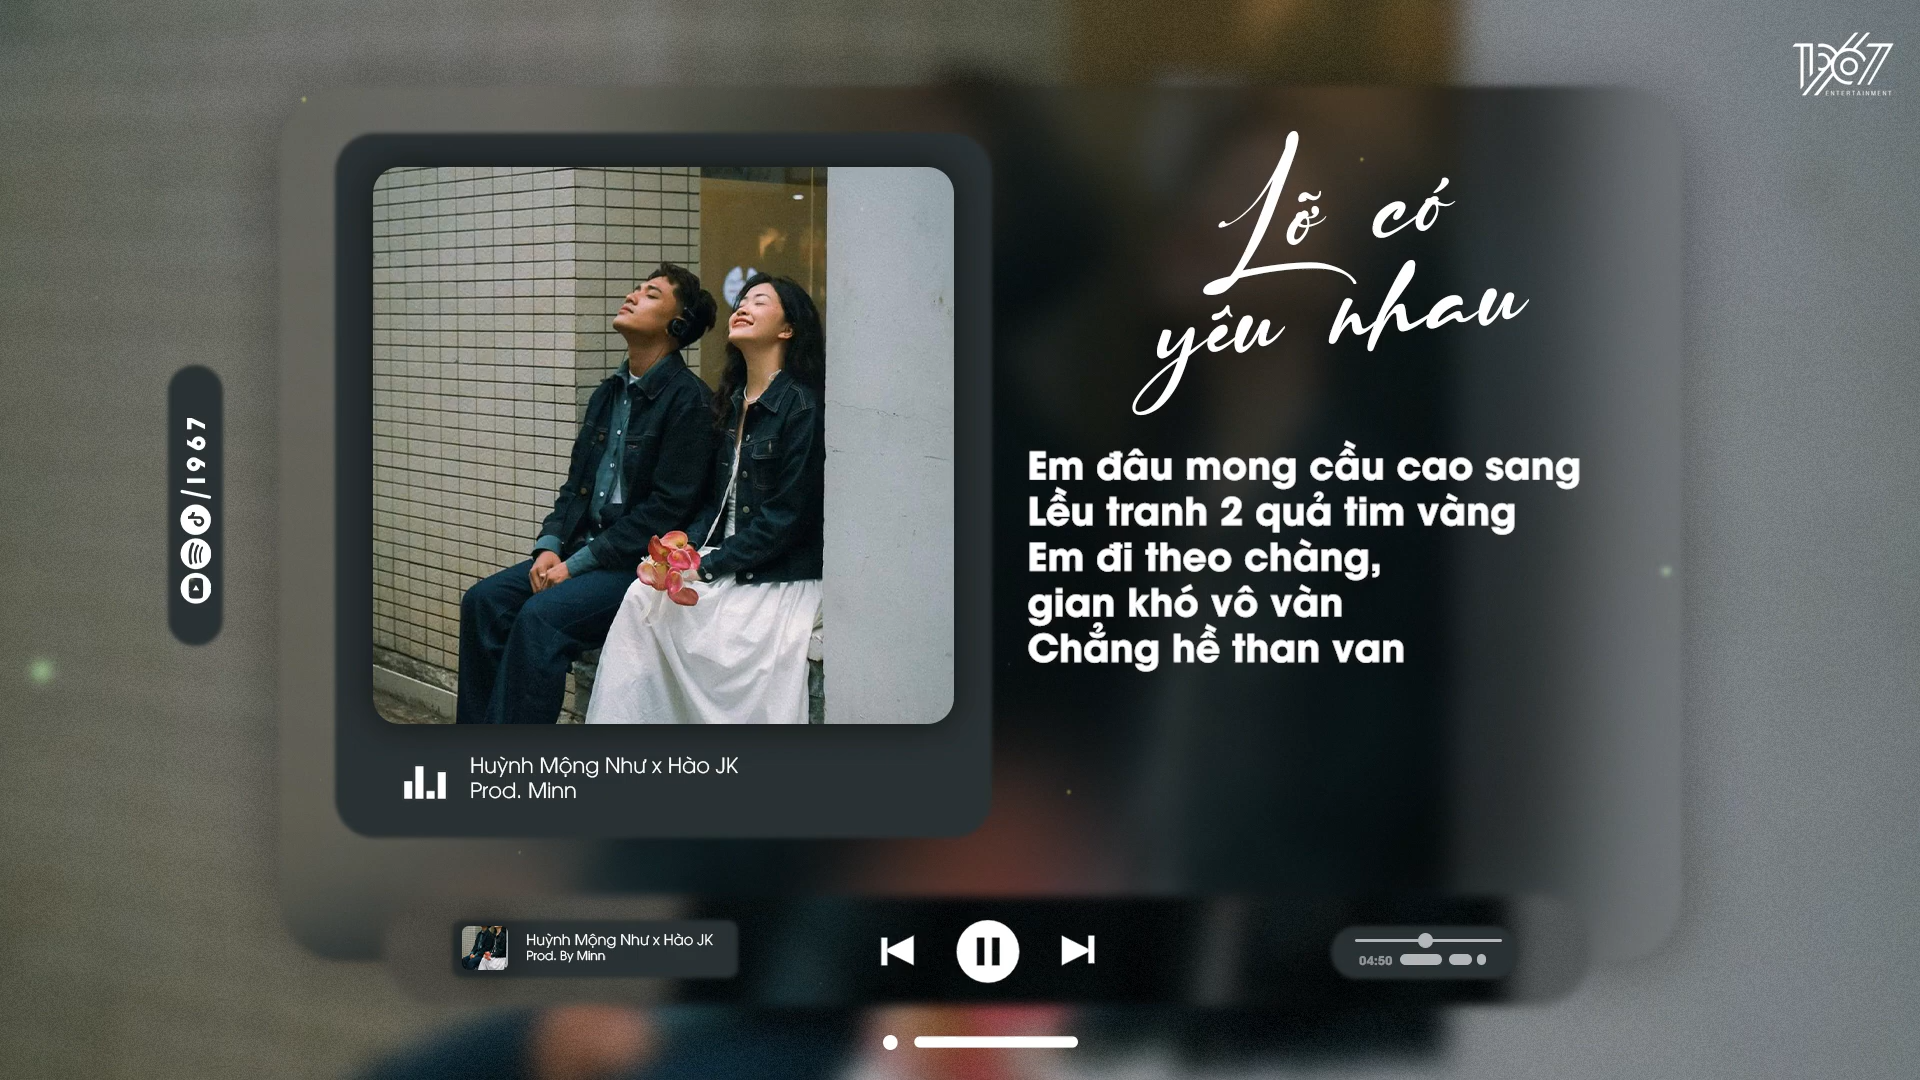 1967
ENTERTAINMENT
Lỡ có
yêu nhau
/1967
Em đâu mong cầu cao sang
Lều tranh 2 quả tim vàng
Em đi theo chàng,
gian khó vô vàn
Chẳng hề than van
Huỳnh Mộng Như x Hào JK
Prod. Minn
Huỳnh Mộng Như x Hào JK
Prod. By Minn
04:50